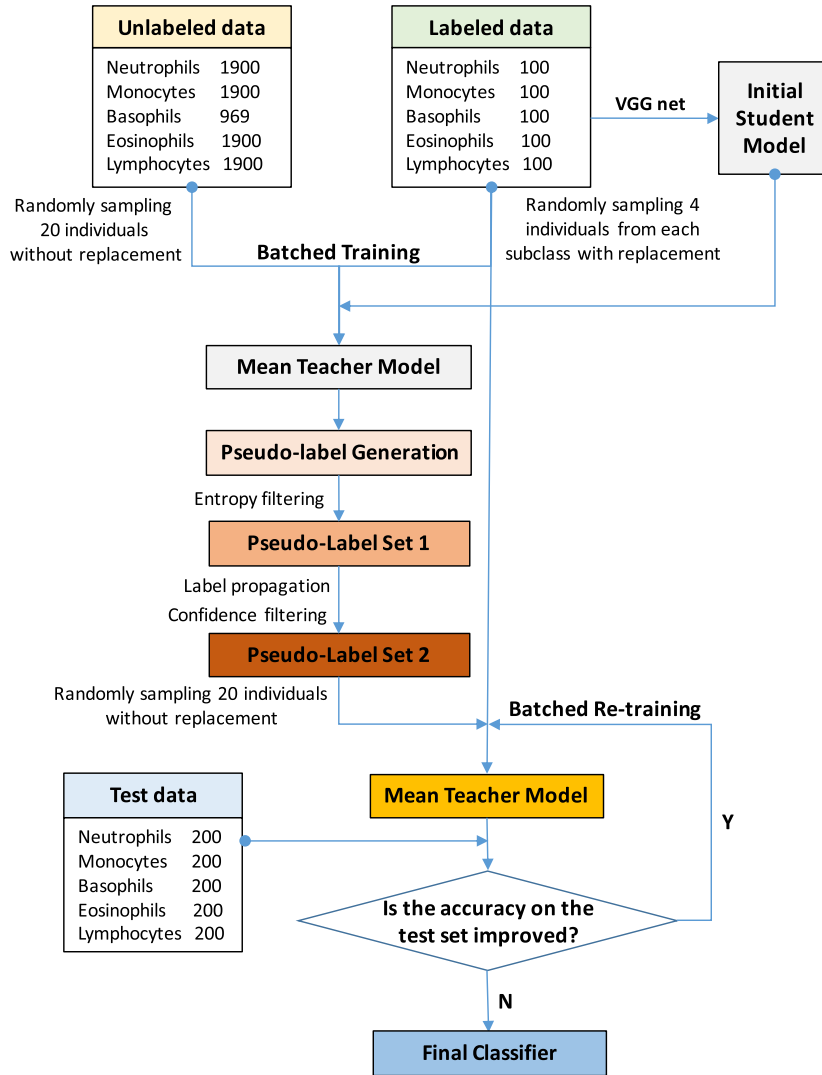 Unlabeled data
Neutrophils 1900
Monocytes 1900
Basophils 969
Eosinophils 1900
Lymphocytes 1900
Labeled data
Neutrophils 100
Monocytes 100
Basophils 100
Eosinophils 100
Lymphocytes 100
VGG net
Initial
Student
Model
Randomly sampling
20 individuals
without replacement
Randomly sampling 4
individuals from each
subclass with replacement
Batched Training
Mean Teacher Model
Pseudo-label Generation
Entropy filtering
Pseudo-Label Set 1
Label propagation
Confidence filtering
Pseudo-Label Set 2
Randomly sampling 20 individuals
without replacement
Batched Re-training
Mean Teacher Model
Test data
Neutrophils 200
Monocytes 200
Basophils 200
Eosinophils 200
Lymphocytes 200
Y
Is the accuracy on the
test set improved?
N
Final Classifier